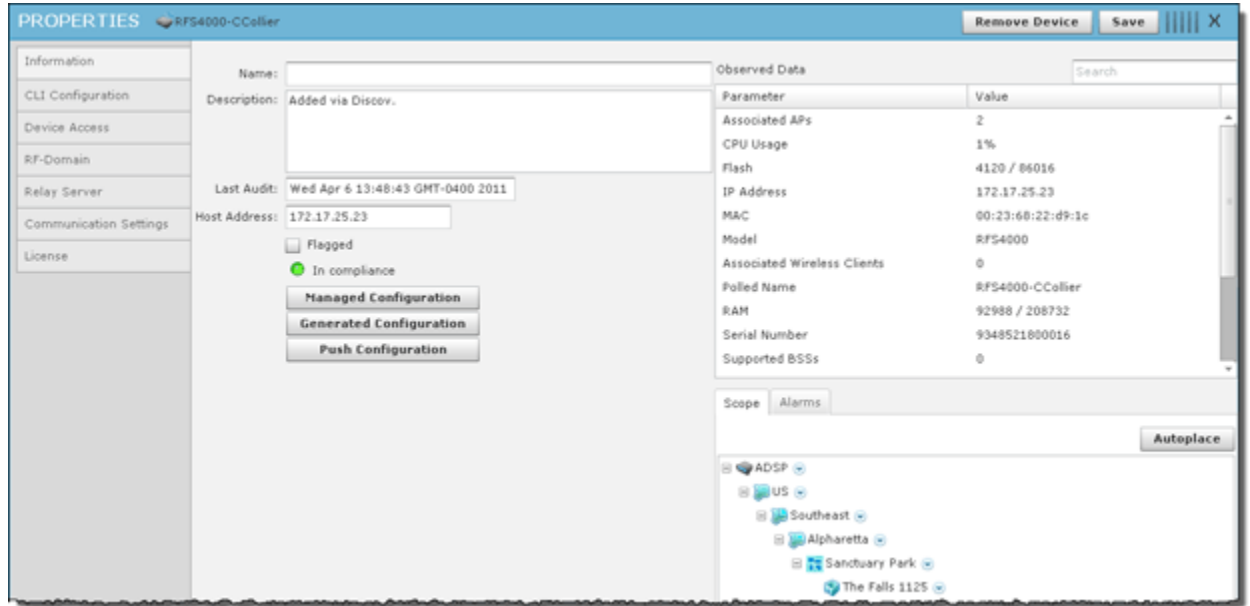 PROPERTIES RFS4000-CCollier Remove Device Save X
Information
CLI Configuration
Device Access
RF-Domain
Relay Server
Communication Settings
License
Name:
Description: Added via Discov.
Last Audit: Wed Apr 6 13:48:43 GMT-0400 2011
Host Address: 172.17.25.23
Flagged
In compliance
Managed Configuration
Generated Configuration
Push Configuration
Observed Data Search
Parameter Value
Associated APs 2
CPU Usage 1%
Flash 4120 / 86016
IP Address 172.17.25.23
MAC 00:23:68:22:d9:1c
Model RFS4000
Associated Wireless Clients 0
Polled Name RFS4000-CCollier
RAM 92988 / 208732
Serial Number 9348521800016
Supported BSSs 0
Scope Alarms
Autoplace
ADSP
US
Southeast
Alpharetta
Sanctuary Park
The Falls 1125